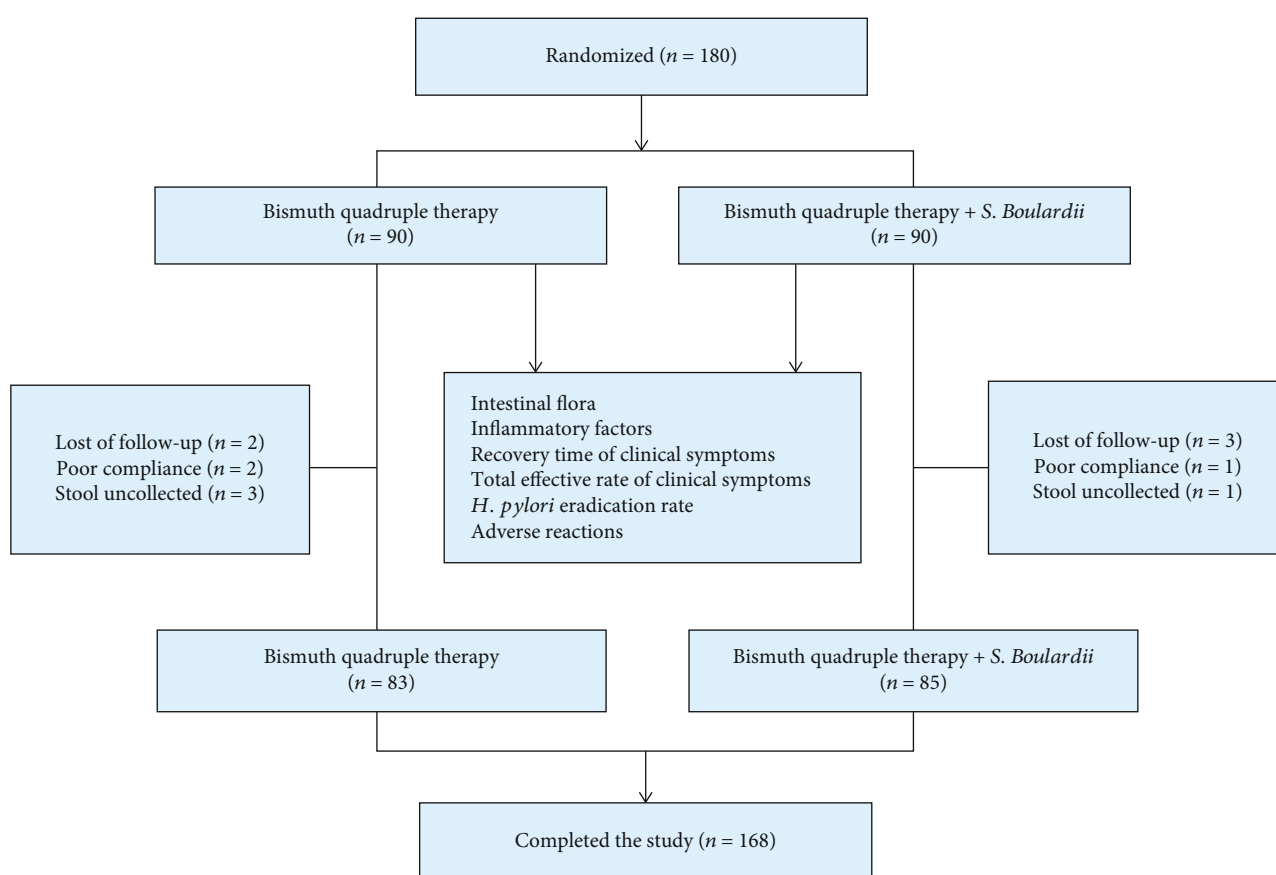 Randomized (n = 180)
Bismuth quadruple therapy
(n = 90)
Bismuth quadruple therapy + S. Boulardii
(n = 90)
Lost of follow-up (n = 2)
Poor compliance (n = 2)
Stool uncollected (n = 3)
Intestinal flora
Inflammatory factors
Recovery time of clinical symptoms
Total effective rate of clinical symptoms
H. pylori eradication rate
Adverse reactions
Lost of follow-up (n = 3)
Poor compliance (n = 1)
Stool uncollected (n = 1)
Bismuth quadruple therapy
(n = 83)
Bismuth quadruple therapy + S. Boulardii
(n = 85)
Completed the study (n = 168)